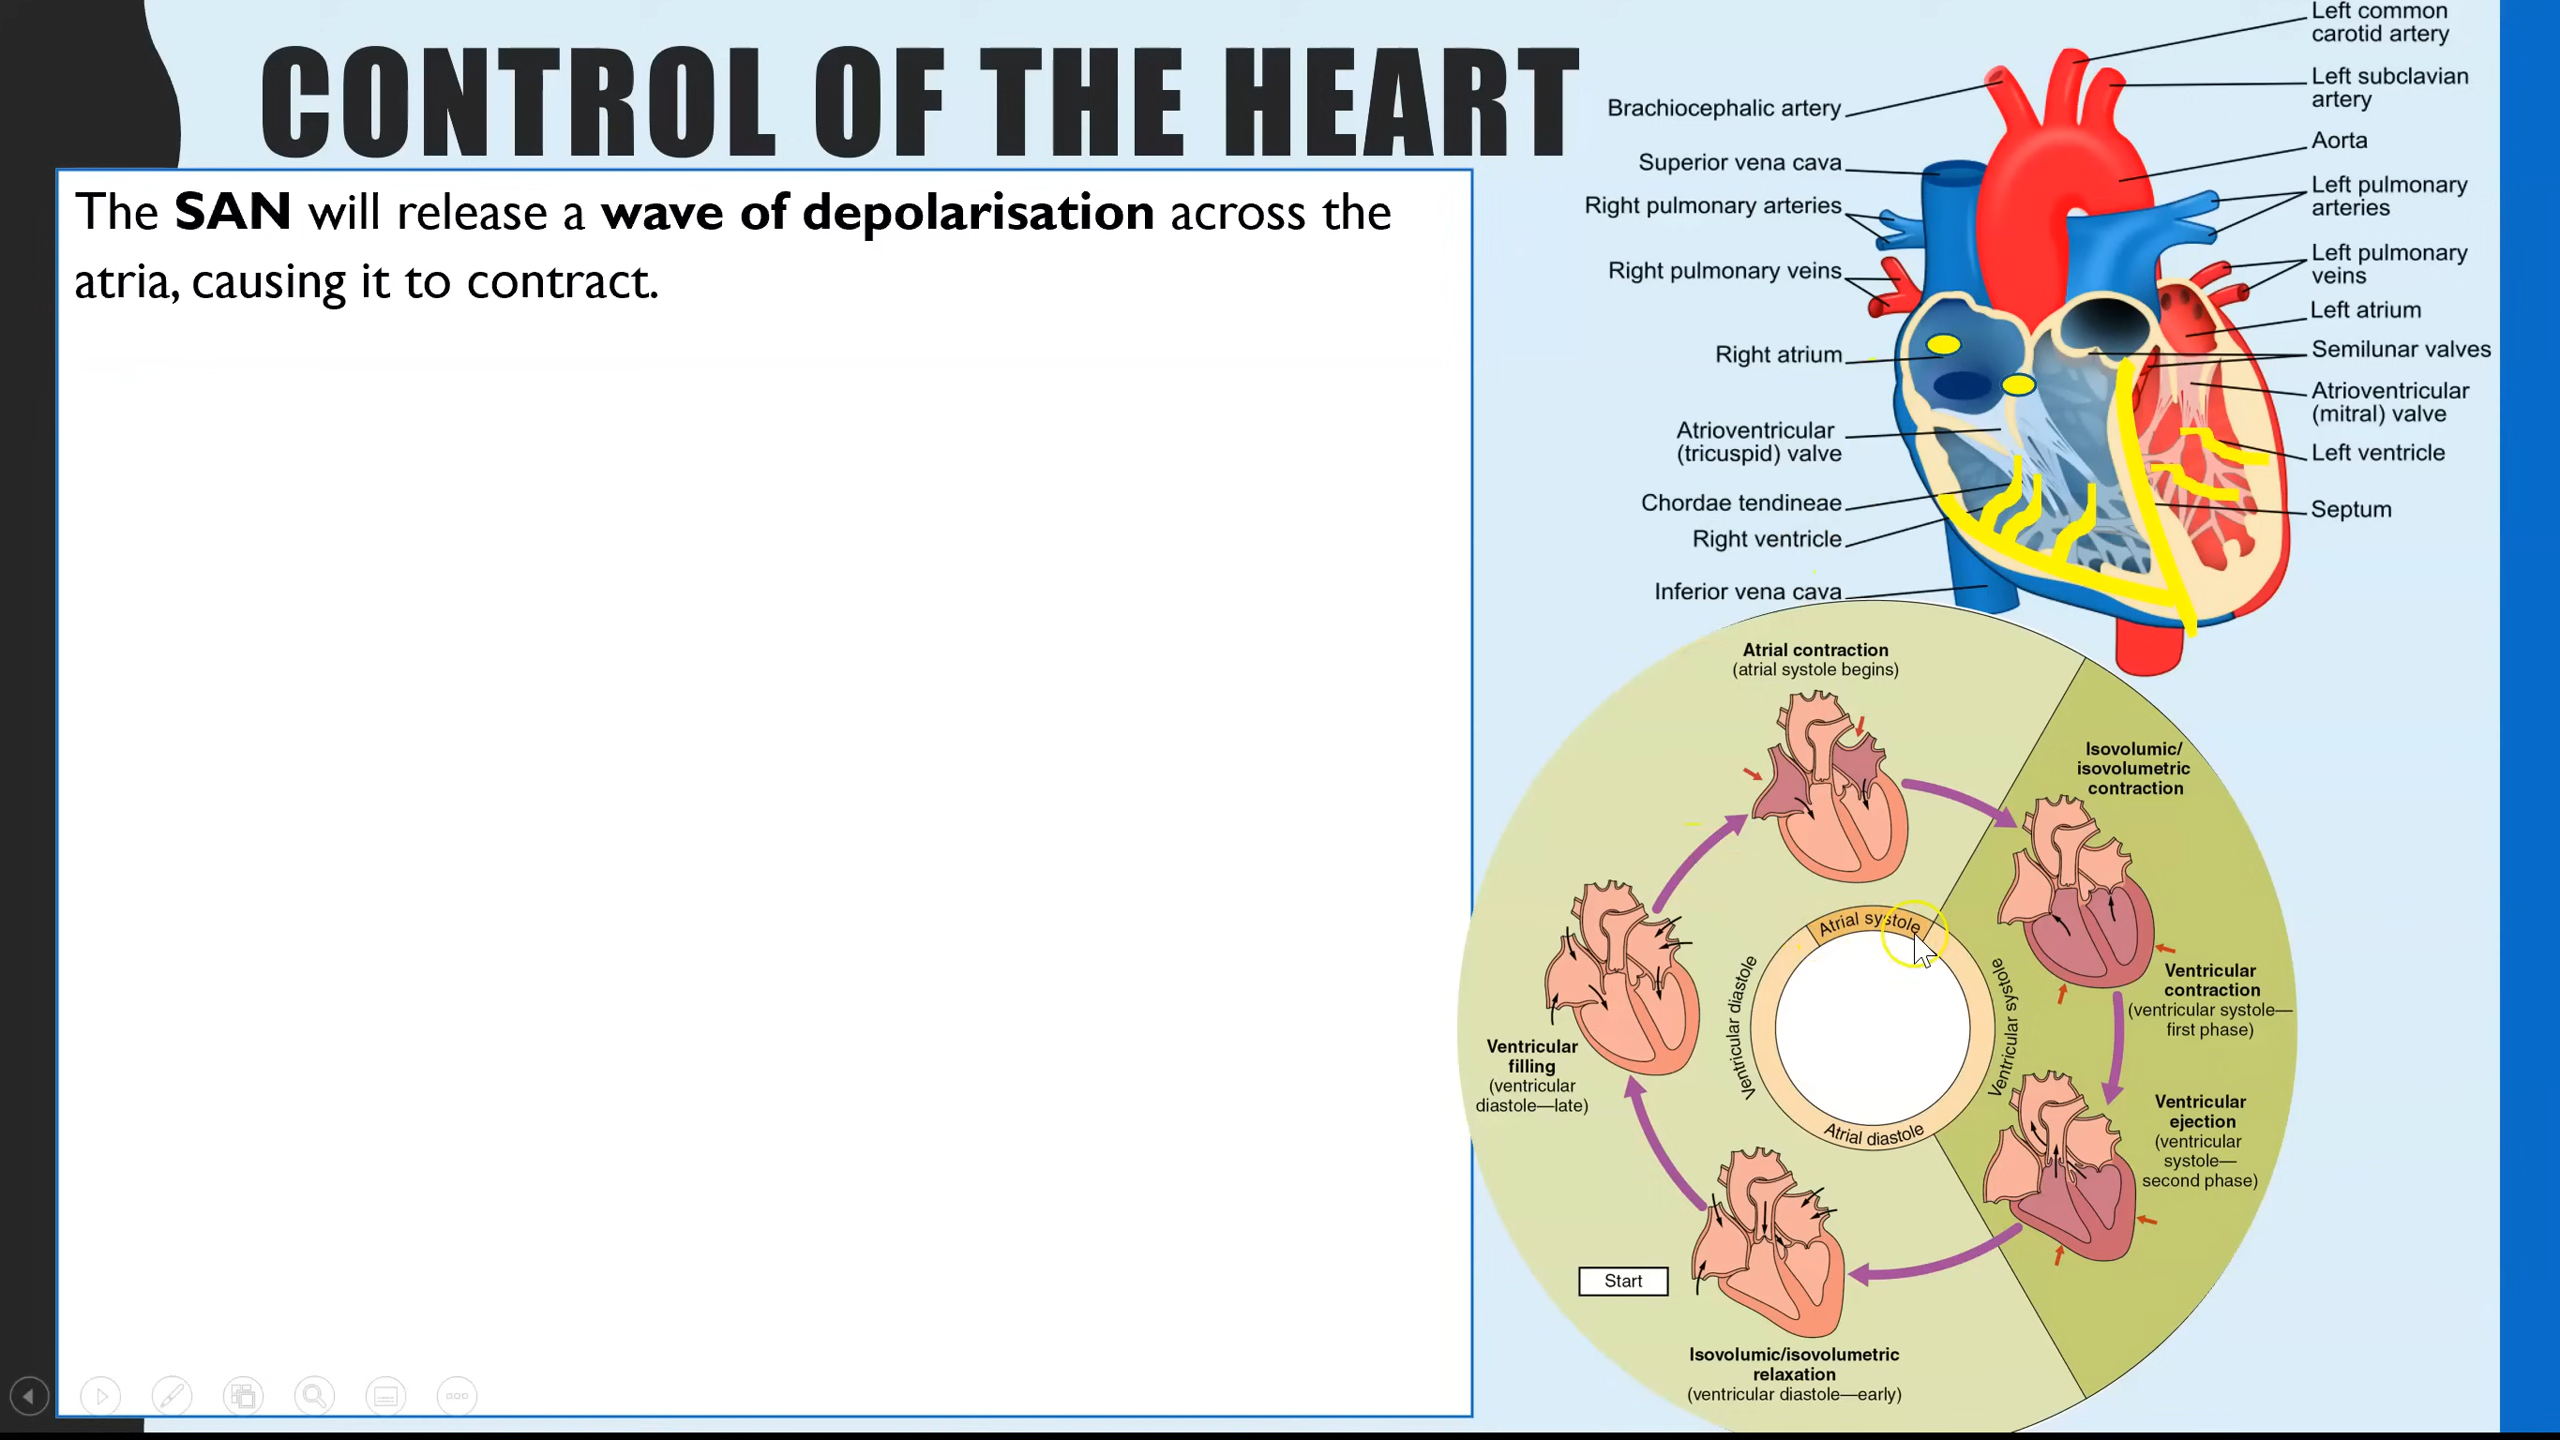 CONTROL OF THE HEART
The SAN will release a wave of depolarisation across the
atria, causing it to contract.
Left common
carotid artery
Left subclavian
artery
Aorta
Left pulmonary
arteries
Left pulmonary
veins
Left atrium
Semilunar valves
Atrioventricular
(mitral) valve
Left ventricle
Septum
Brachiocephalic artery
Superior vena cava
Right pulmonary arteries
Right pulmonary veins
Right atrium
Atrioventricular
(tricuspid) valve
Chordae tendineae
Right ventricle
Inferior vena cava
Atrial contraction
(atrial systole begins)
Isovolumic/
isovolumetric
contraction
Ventricular
contraction
(ventricular systole—
first phase)
Ventricular
ejection
(ventricular
systole—
second phase)
Isovolumic/isovolumetric
relaxation
(ventricular diastole—early)
Start
Ventricular
filling
(ventricular
diastole—late)
Atrial systole
Ventricular systole
Atrial diastole
Ventricular diastole